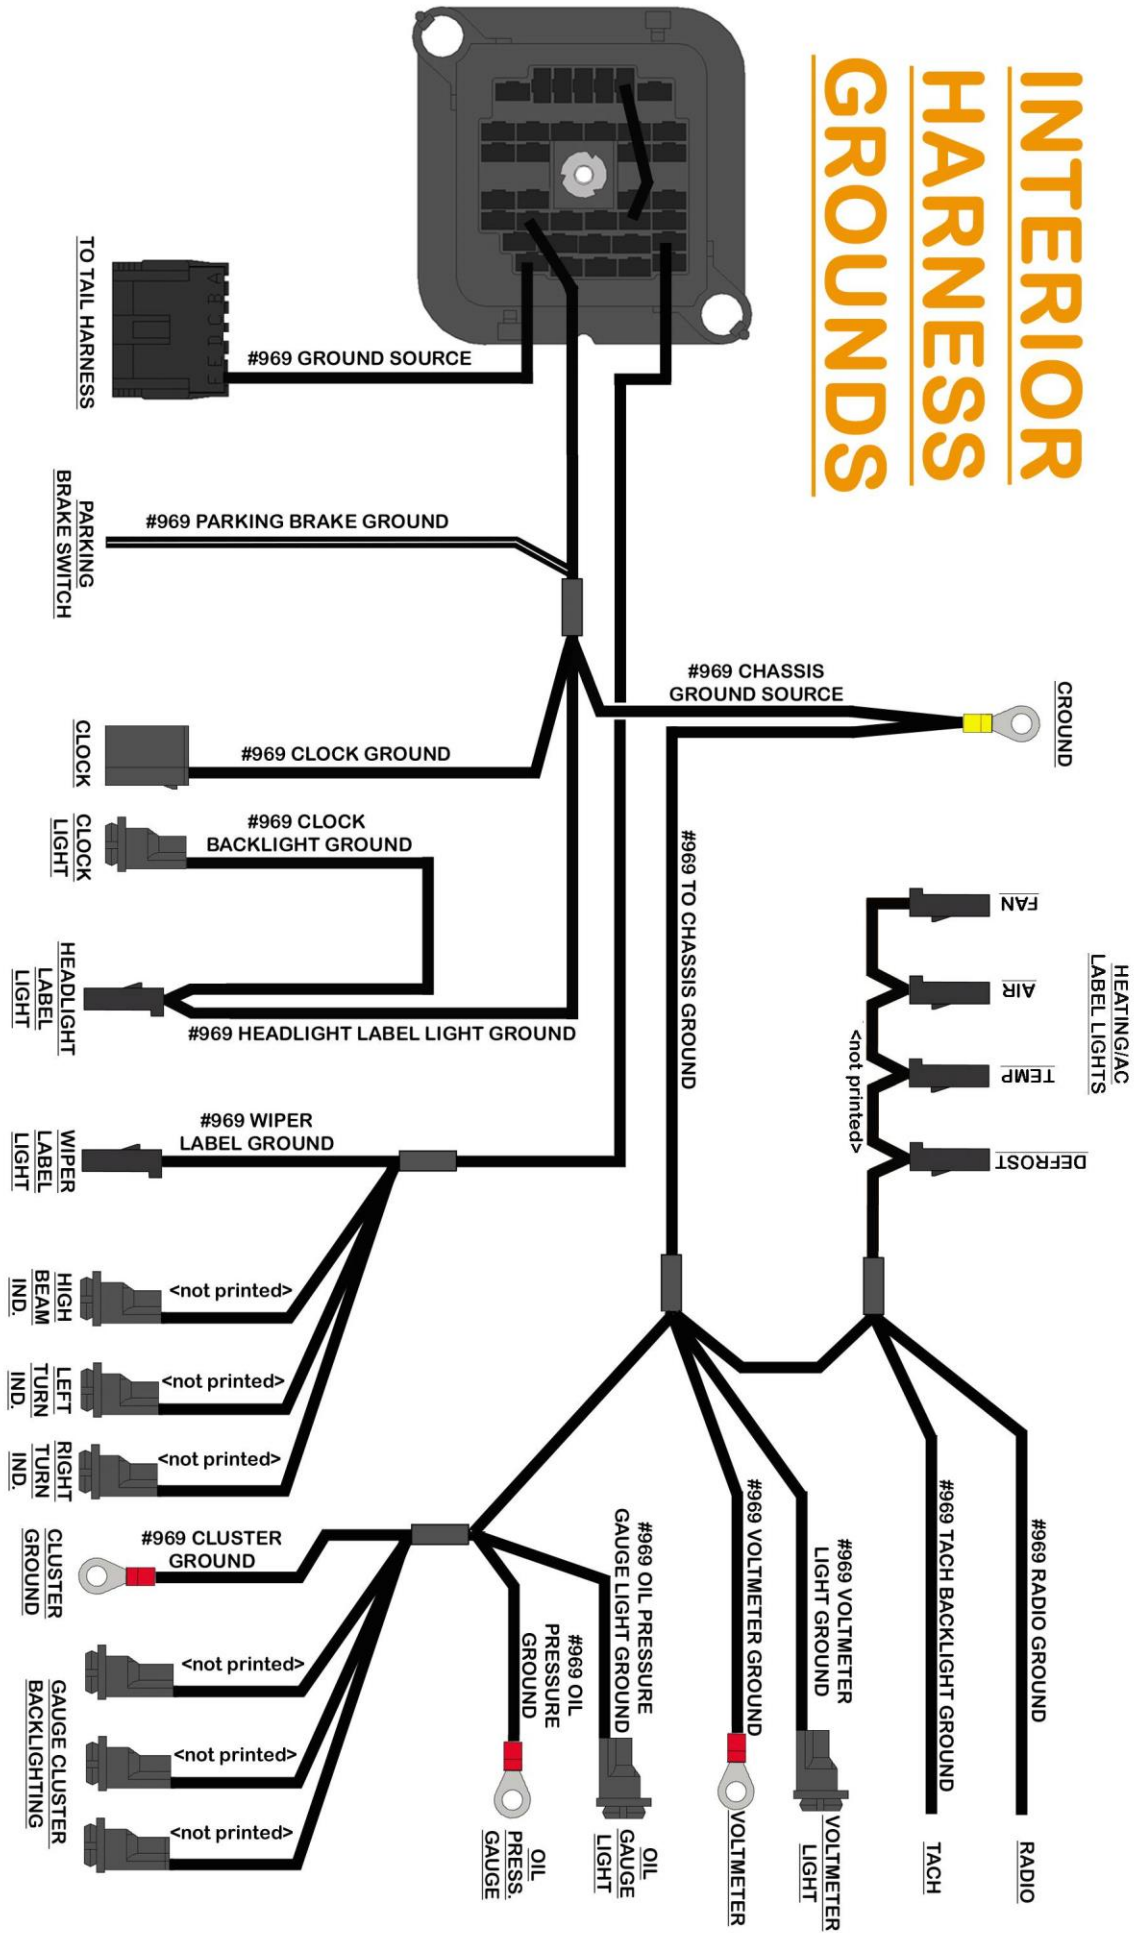 INTERIOR
HARNESS
GROUNDS
TO TAIL HARNESS
A
B
C
D
E
F
#969 GROUND SOURCE
PARKING
BRAKE SWITCH
#969 PARKING BRAKE GROUND
#969 CHASSIS
GROUND SOURCE
CROUND
CLOCK
#969 CLOCK GROUND
CLOCK
LIGHT
#969 CLOCK
BACKLIGHT GROUND
HEADLIGHT
LABEL
LIGHT
#969 HEADLIGHT LABEL LIGHT GROUND
#969 TO CHASSIS GROUND
HEATING/AC
LABEL LIGHTS
FAN
AIR
TEMP
DEFROST
<not printed>
WIPER
LABEL
LIGHT
#969 WIPER
LABEL GROUND
HIGH
BEAM
IND.
<not printed>
LEFT
TURN
IND.
<not printed>
RIGHT
TURN
IND.
<not printed>
CLUSTER
GROUND
#969 CLUSTER
GROUND
GAUGE CLUSTER
BACKLIGHTING
<not printed>
<not printed>
<not printed>
#969 OIL
PRESSURE
GROUND
OIL
PRESS.
GAUGE
#969 OIL PRESSURE
GAUGE LIGHT GROUND
OIL
GAUGE
LIGHT
#969 VOLTMETER GROUND
VOLTMETER
#969 VOLTMETER
LIGHT GROUND
VOLTMETER
LIGHT
#969 TACH BACKLIGHT GROUND
TACH
#969 RADIO GROUND
RADIO